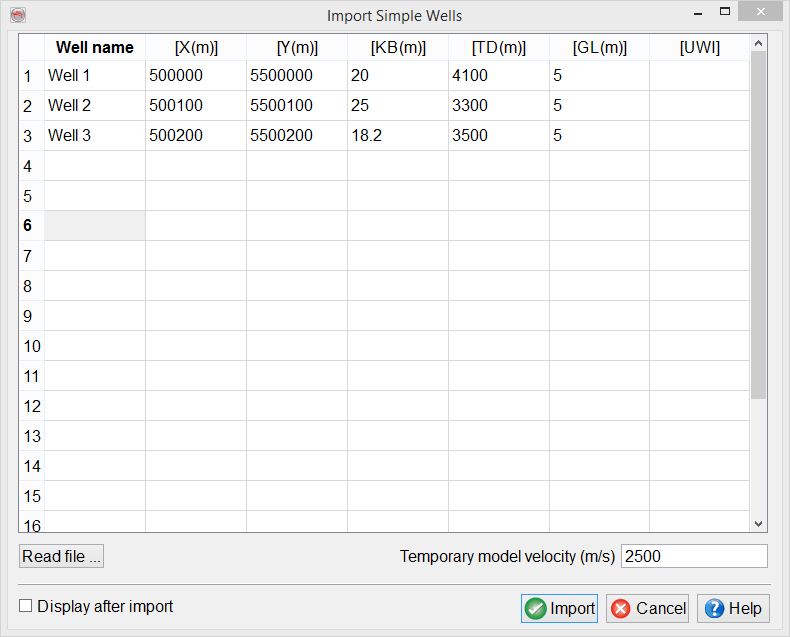 Import Simple Wells
Well name [X(m)] [Y(m)] [KB(m)] [TD(m)] [GL(m)] [UWI]
1 Well 1 500000 5500000 20 4100 5
2 Well 2 500100 5500100 25 3300 5
3 Well 3 500200 5500200 18.2 3500 5
4
5
6
7
8
9
10
11
12
13
14
15
16
Read file ... Temporary model velocity (m/s) 2500
Display after import Import Cancel Help